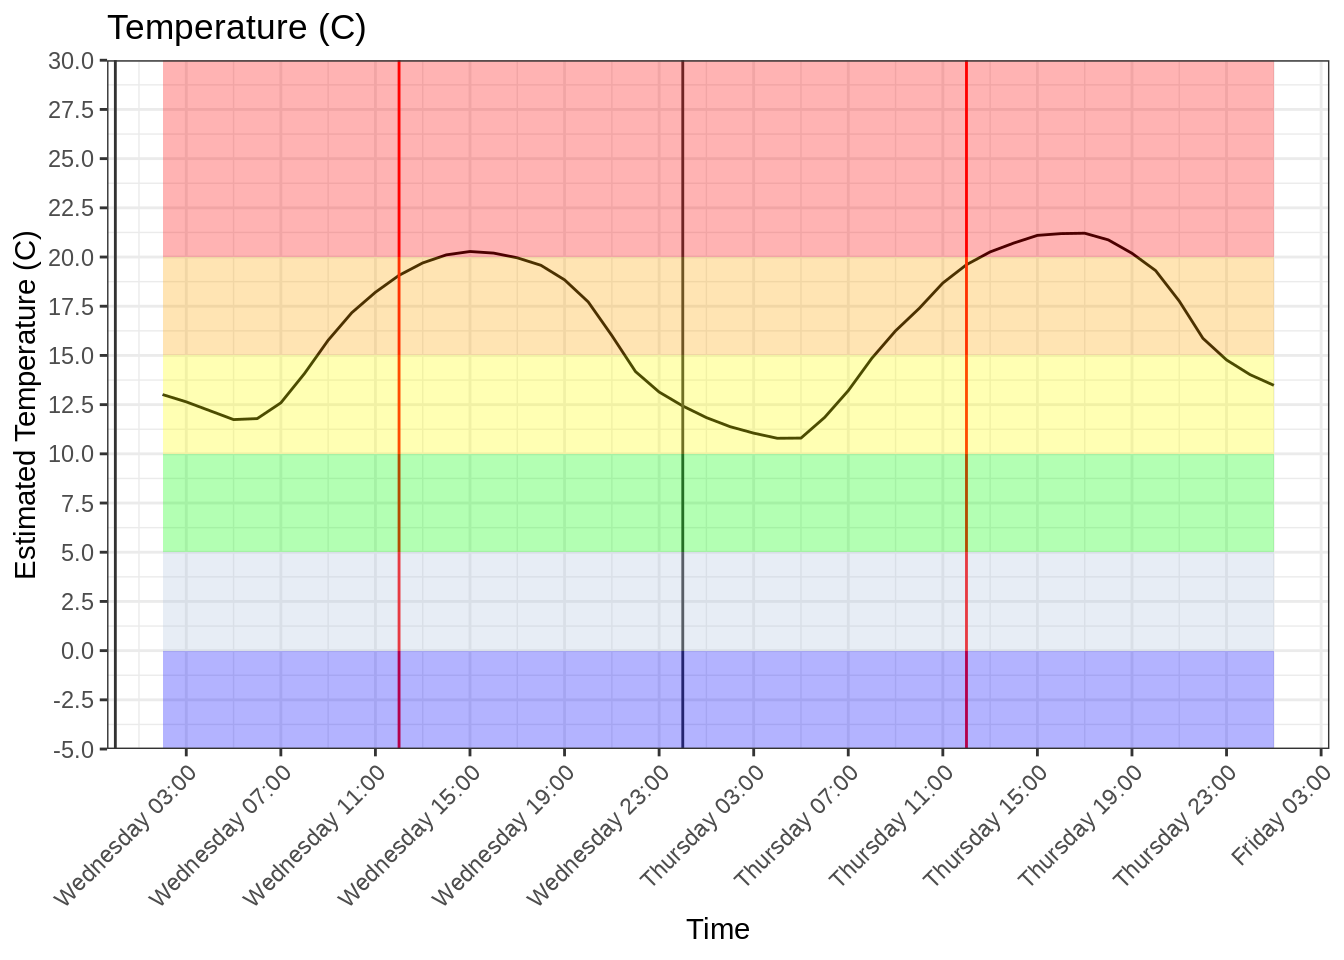 Temperature (C)
Estimated Temperature (C)
30.0
27.5
25.0
22.5
20.0
17.5
15.0
12.5
10.0
7.5
5.0
2.5
0.0
-2.5
-5.0
Wednesday 03:00
Wednesday 07:00
Wednesday 11:00
Wednesday 15:00
Wednesday 19:00
Wednesday 23:00
Thursday 03:00
Thursday 07:00
Thursday 11:00
Thursday 15:00
Thursday 19:00
Thursday 23:00
Friday 03:00
Time